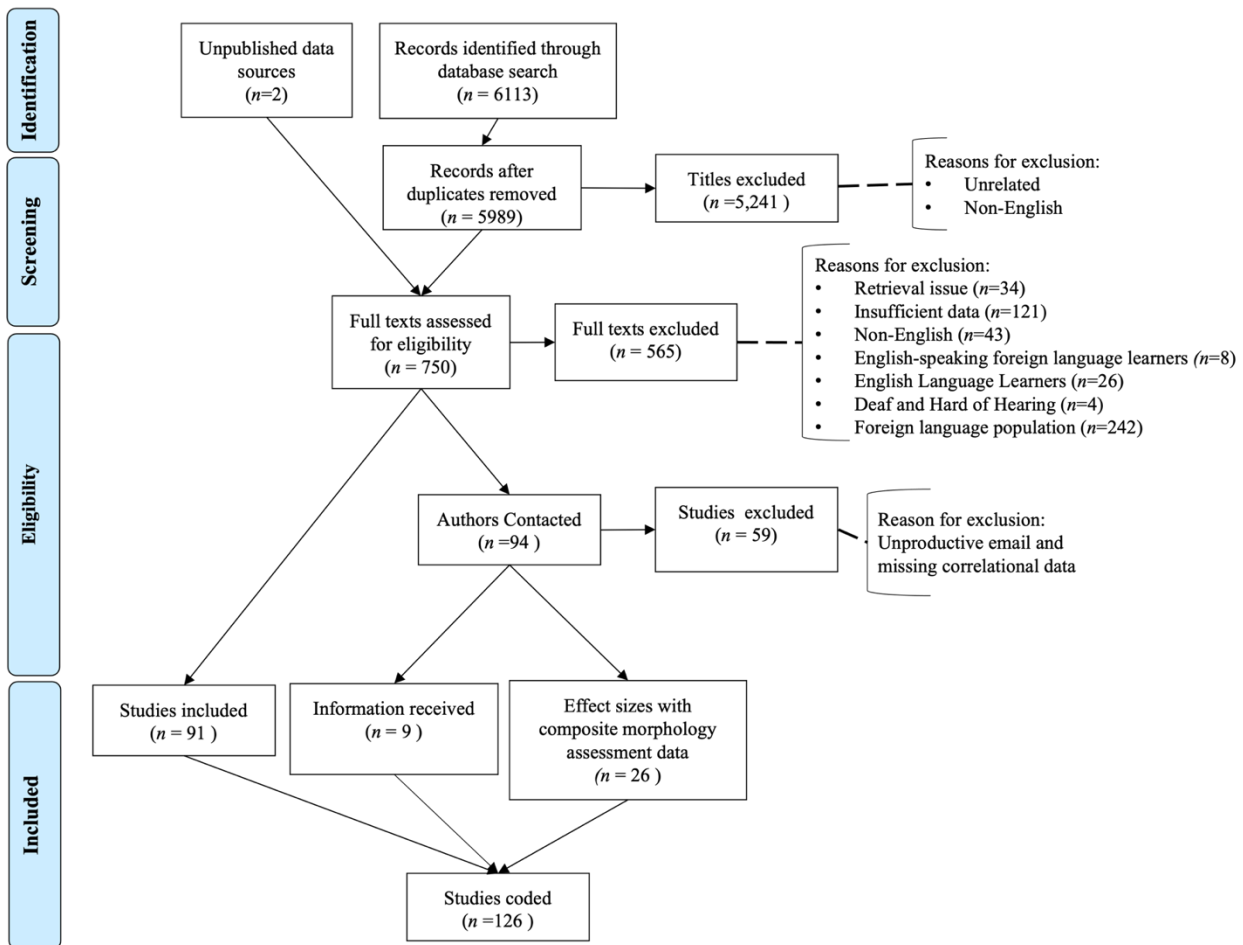 Identification
Unpublished data
sources
(n=2)
Records identified through
database search
(n = 6113)
Screening
Records after
duplicates removed
(n = 5989)
Titles excluded
(n =5,241 )
Reasons for exclusion:
• Unrelated
• Non-English
Full texts assessed
for eligibility
(n = 750)
Full texts excluded
(n = 565)
Reasons for exclusion:
• Retrieval issue (n=34)
• Insufficient data (n=121)
• Non-English (n=43)
• English-speaking foreign language learners (n=8)
• English Language Learners (n=26)
• Deaf and Hard of Hearing (n=4)
• Foreign language population (n=242)
Eligibility
Authors Contacted
(n =94 )
Studies excluded
(n = 59)
Reason for exclusion:
Unproductive email and
missing correlational data
Included
Studies included
(n = 91 )
Information received
(n = 9 )
Effect sizes with
composite morphology
assessment data
(n = 26 )
Studies coded
(n =126 )